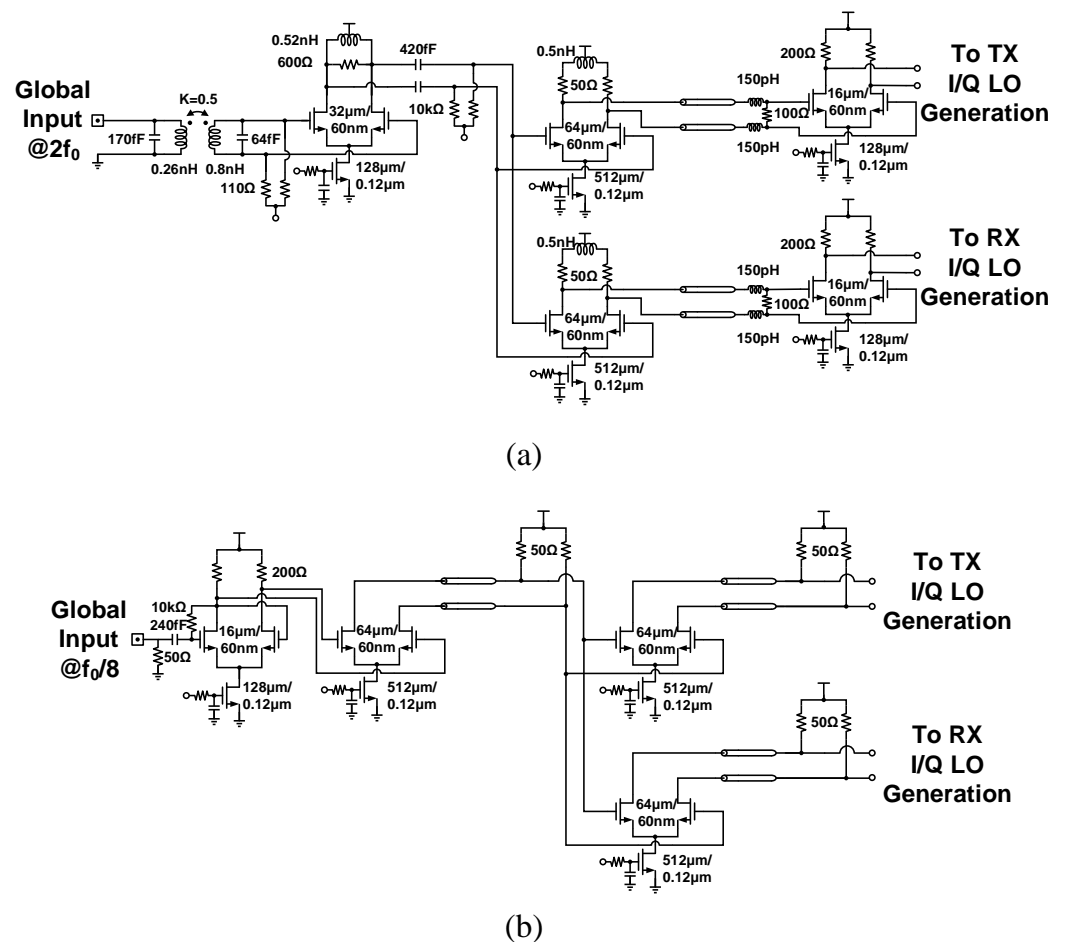 Global
Input
@2f0
170fF
K=0.5
0.26nH
0.8nH
64fF
110Ω
0.52nH
600Ω
32μm/
60nm
128μm/
0.12μm
420fF
10kΩ
0.5nH
50Ω
64μm/
60nm
512μm/
0.12μm
150pH
100Ω
150pH
200Ω
16μm/
60nm
128μm/
0.12μm
To TX
I/Q LO
Generation
0.5nH
50Ω
64μm/
60nm
512μm/
0.12μm
150pH
100Ω
150pH
200Ω
16μm/
60nm
128μm/
0.12μm
To RX
I/Q LO
Generation
(a)
Global
Input
@f0/8
10kΩ
240fF
50Ω
200Ω
16μm/
60nm
128μm/
0.12μm
64μm/
60nm
512μm/
0.12μm
50Ω
64μm/
60nm
512μm/
0.12μm
50Ω
To TX
I/Q LO
Generation
64μm/
60nm
512μm/
0.12μm
50Ω
To RX
I/Q LO
Generation
(b)